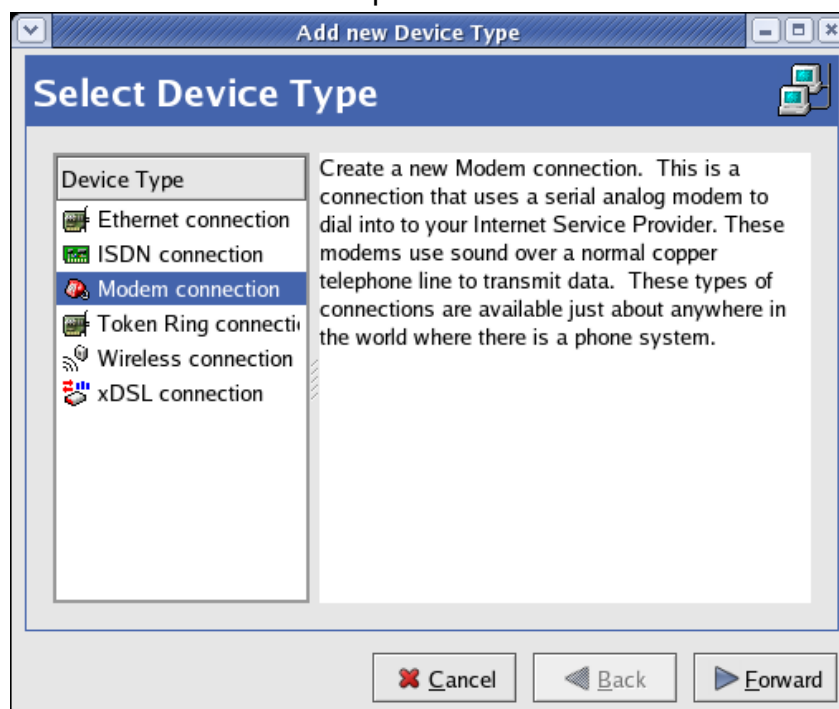 Add new Device Type
Select Device Type
Device Type
Ethernet connection
ISDN connection
Modem connection
Token Ring connecti
Wireless connection
xDSL connection
Create a new Modem connection.  This is a
connection that uses a serial analog modem to
dial into to your Internet Service Provider. These
modems use sound over a normal copper
telephone line to transmit data.  These types of
connections are available just about anywhere in
the world where there is a phone system.
Cancel
Back
Forward